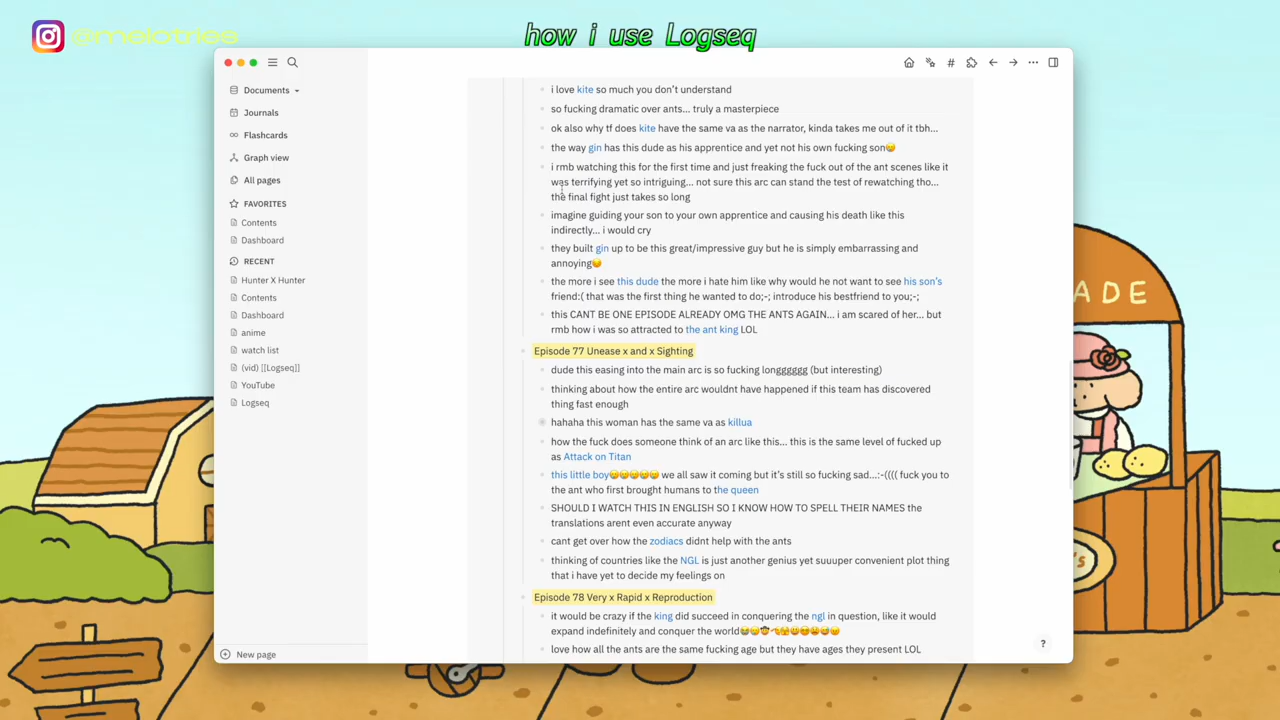 how i use Logseq
@melotries
Documents
Journals
Flashcards
Graph view
All pages
FAVORITES
Contents
Dashboard
RECENT
Hunter X Hunter
Contents
Dashboard
anime
watch list
(vid) [[Logseq]]
YouTube
Logseq
New page
i love kite so much you don’t understand
so fucking dramatic over ants... truly a masterpiece
ok also why tf does kite have the same va as the narrator, kinda takes me out of it tbh...
the way gin has this dude as his apprentice and yet not his own fucking son😔
i rmb watching this for the first time and just freaking the fuck out of the ant scenes like it
was terrifying yet so intriguing... not sure this arc can stand the test of rewatching tho...
the final fight just takes so long
imagine guiding your son to your own apprentice and causing his death like this
indirectly... i would cry
they built gin up to be this great/impressive guy but he is simply embarrassing and
annoying😔
the more i see this dude the more i hate him like why would he not want to see his son’s
friend:( that was the first thing he wanted to do;-; introduce his bestfriend to you;-;
this CANT BE ONE EPISODE ALREADY OMG THE ANTS AGAIN... i am scared of her... but
rmb how i was so attracted to the ant king LOL
Episode 77 Unease x and x Sighting
dude this easing into the main arc is so fucking longggggg (but interesting)
thinking about how the entire arc wouldnt have happened if this team has discovered
thing fast enough
hahaha this woman has the same va as killua
how the fuck does someone think of an arc like this... this is the same level of fucked up
as Attack on Titan
this little boy😔😔😔😔😔 we all saw it coming but it’s still so fucking sad...:-(((( fuck you to
the ant who first brought humans to the queen
SHOULD I WATCH THIS IN ENGLISH SO I KNOW HOW TO SPELL THEIR NAMES the
translations arent even accurate anyway
cant get over how the zodiacs didnt help with the ants
thinking of countries like the NGL is just another genius yet suuuper convenient plot thing
that i have yet to decide my feelings on
Episode 78 Very x Rapid x Reproduction
it would be crazy if the king did succeed in conquering the ngl in question, like it would
expand indefinitely and conquer the world
love how all the ants are the same fucking age but they have ages they present LOL
?
ADE
's